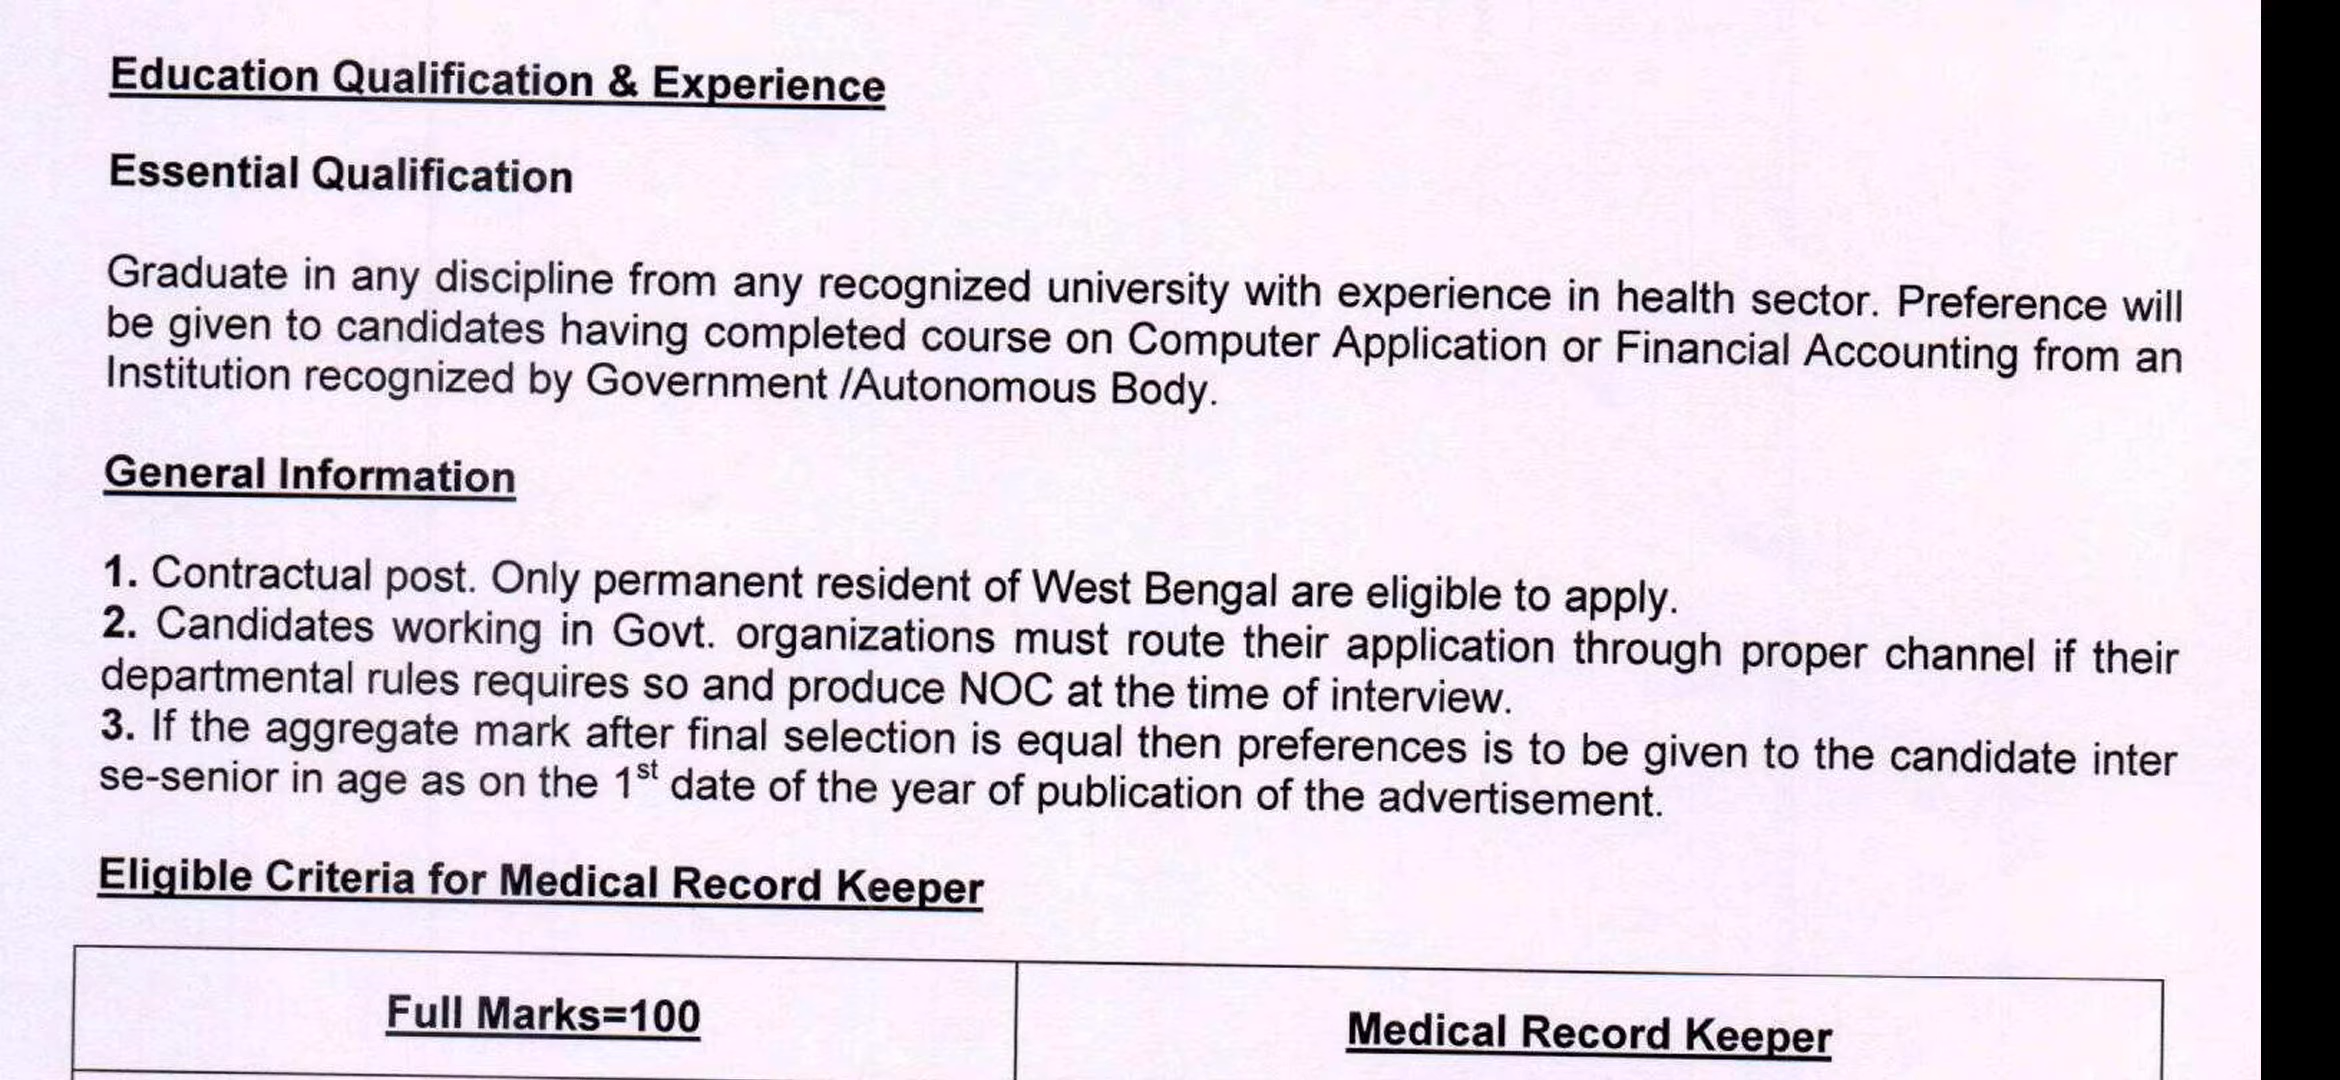 Education Qualification & Experience
Essential Qualification
Graduate in any discipline from any recognized university with experience in health sector. Preference will
be given to candidates having completed course on Computer Application or Financial Accounting from an
Institution recognized by Government /Autonomous Body.
General Information
1. Contractual post. Only permanent resident of West Bengal are eligible to apply.
2. Candidates working in Govt. organizations must route their application through proper channel if their
departmental rules requires so and produce NOC at the time of interview.
3. If the aggregate mark after final selection is equal then preferences is to be given to the candidate inter
se-senior in age as on the 1st date of the year of publication of the advertisement.
Eligible Criteria for Medical Record Keeper
Full Marks=100
Medical Record Keeper